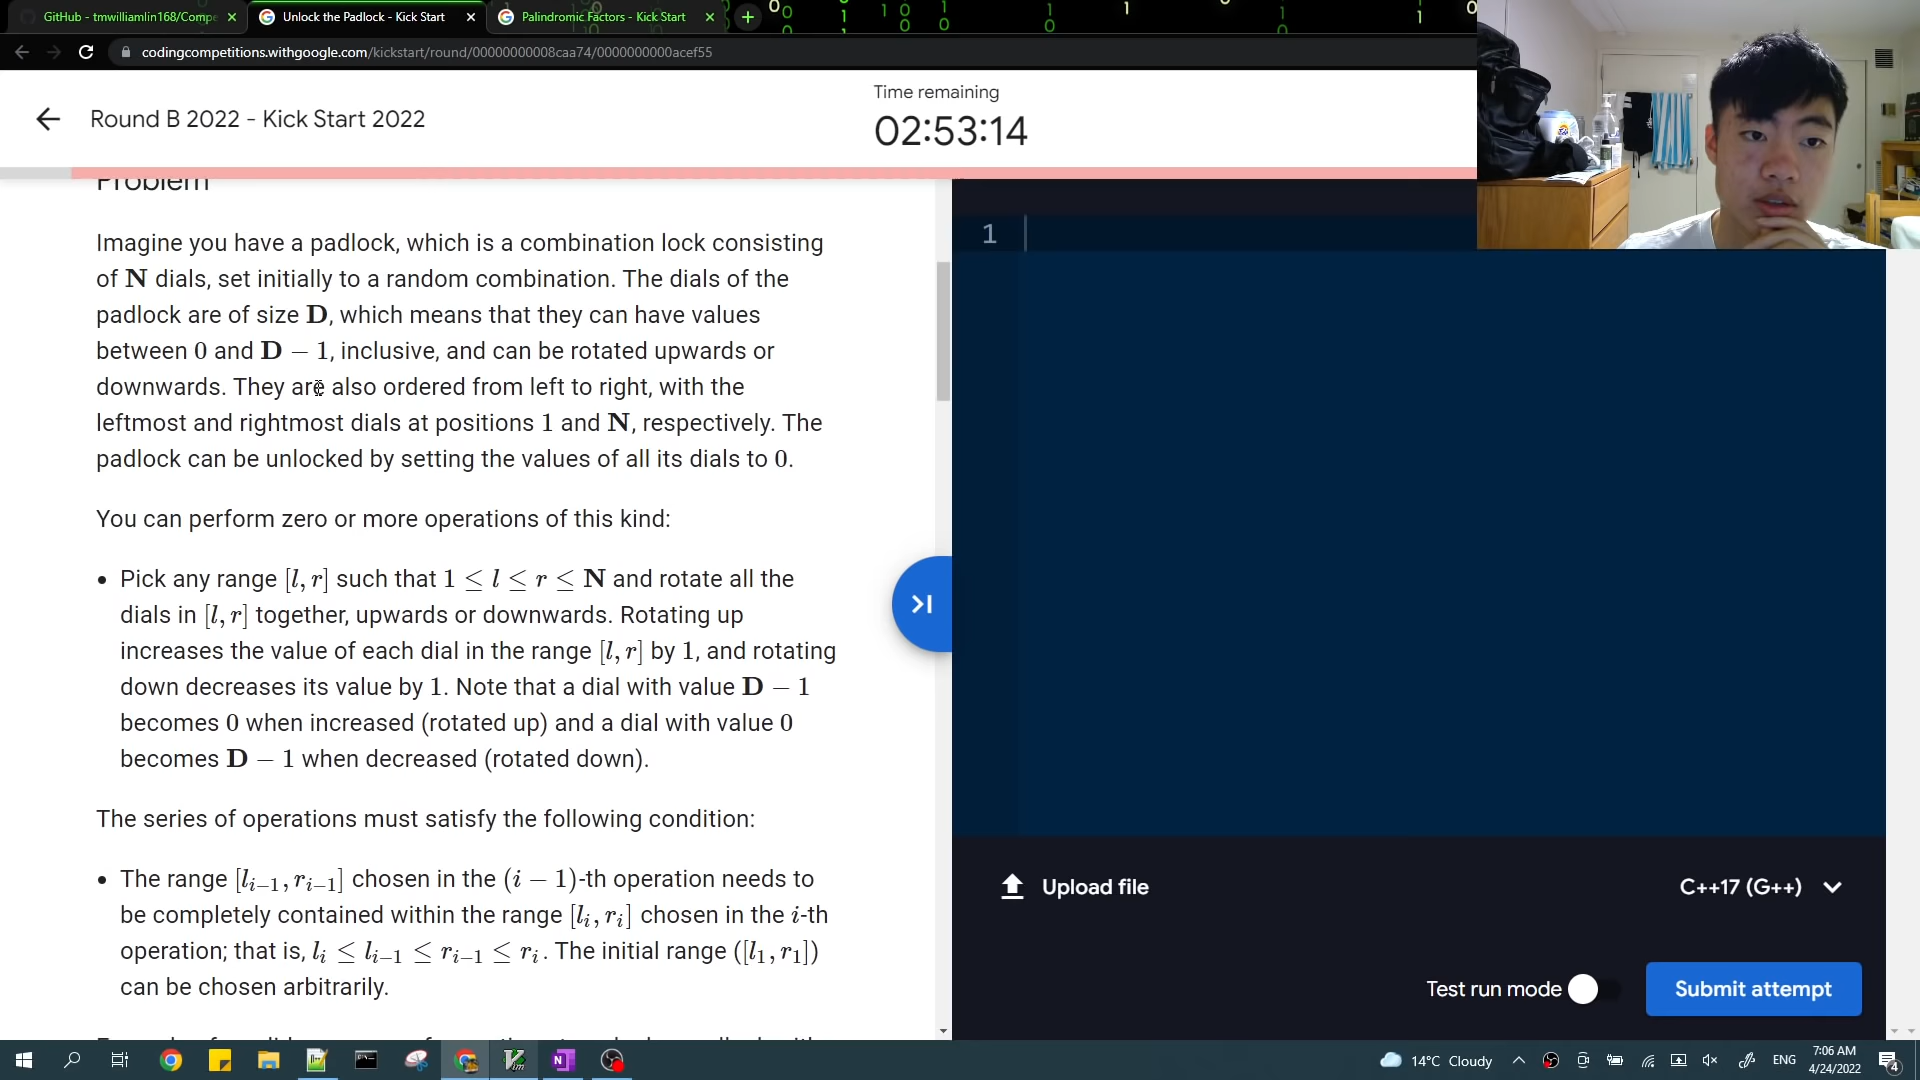 GitHub - tmwilliamlin168/Compe
Unlock the Padlock - Kick Start
Palindromic Factors - Kick Start
codingcompetitions.withgoogle.com/kickstart/round/00000000008caa74/0000000000acef55
Round B 2022 - Kick Start 2022
Time remaining
02:53:14
Problem
Imagine you have a padlock, which is a combination lock consisting
of N dials, set initially to a random combination. The dials of the
padlock are of size D, which means that they can have values
between 0 and D − 1, inclusive, and can be rotated upwards or
downwards. They are also ordered from left to right, with the
leftmost and rightmost dials at positions 1 and N, respectively. The
padlock can be unlocked by setting the values of all its dials to 0.
You can perform zero or more operations of this kind:
• Pick any range [l, r] such that 1 ≤ l ≤ r ≤ N and rotate all the
dials in [l, r] together, upwards or downwards. Rotating up
increases the value of each dial in the range [l, r] by 1, and rotating
down decreases its value by 1. Note that a dial with value D − 1
becomes 0 when increased (rotated up) and a dial with value 0
becomes D − 1 when decreased (rotated down).
The series of operations must satisfy the following condition:
• The range [l_{i−1}, r_{i−1}] chosen in the (i − 1)-th operation needs to
be completely contained within the range [l_i, r_i] chosen in the i-th
operation; that is, l_i ≤ l_{i−1} ≤ r_{i−1} ≤ r_i. The initial range ([l_1, r_1])
can be chosen arbitrarily.
1
Upload file
C++17 (G++)
Test run mode
Submit attempt
14°C Cloudy
ENG
7:06 AM
4/24/2022
4